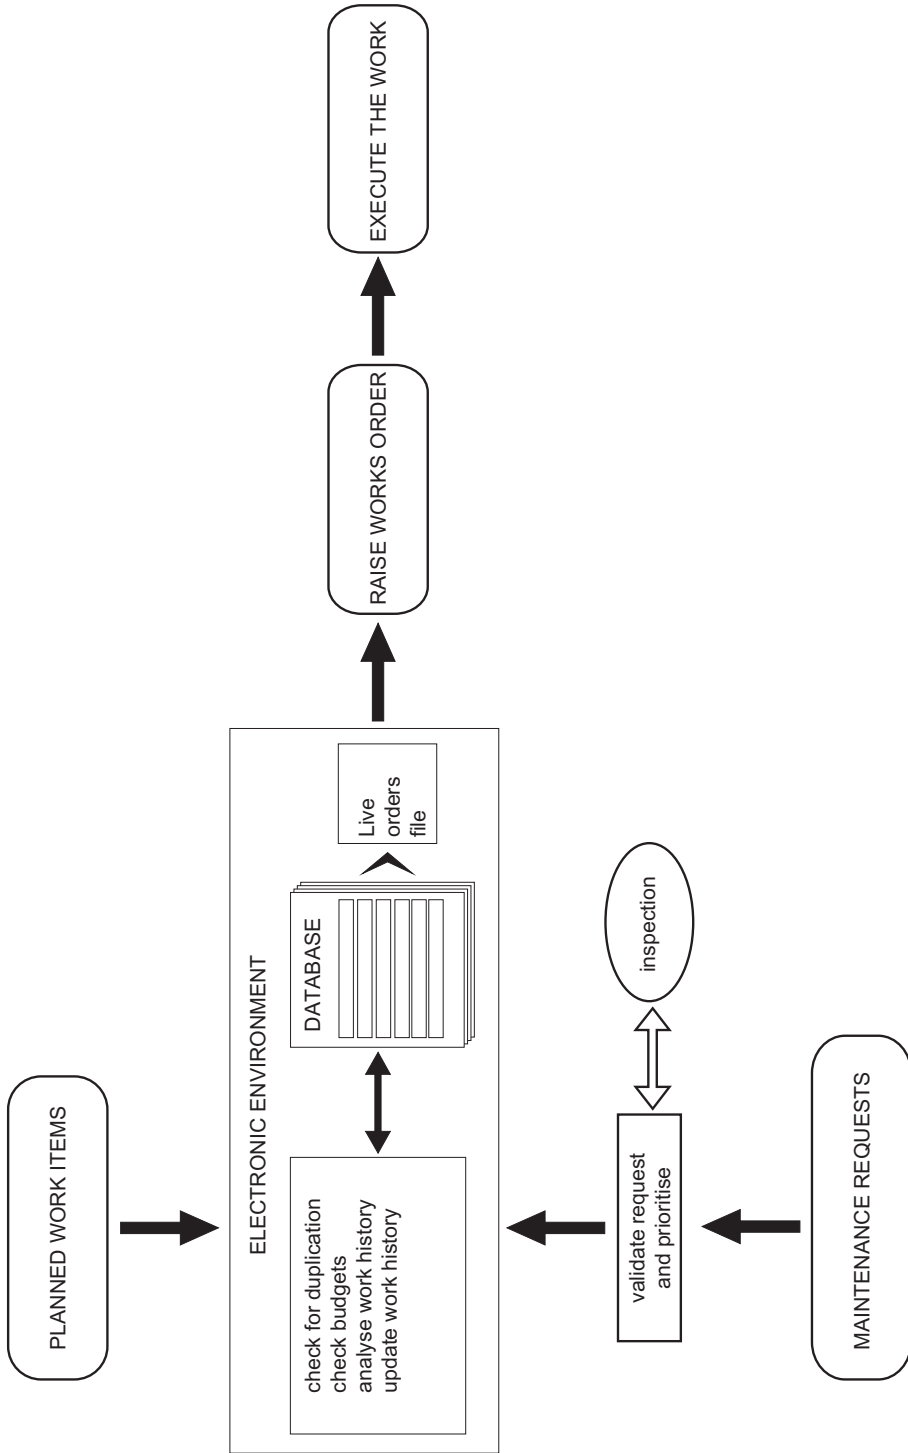 PLANNED WORK ITEMS
ELECTRONIC ENVIRONMENT
check for duplication
check budgets
analyse work history
update work history
DATABASE
Live
orders
file
RAISE WORKS ORDER
EXECUTE THE WORK
validate request
and prioritise
inspection
MAINTENANCE REQUESTS